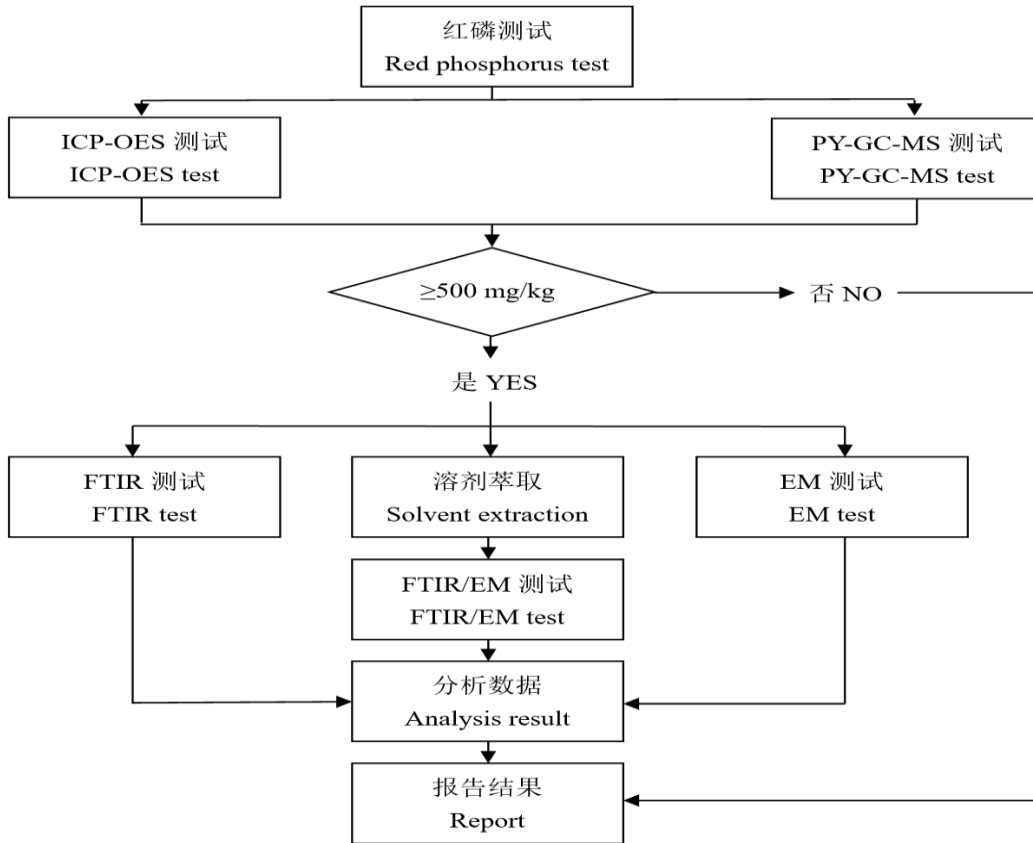 红磷测试
Red phosphorus test
ICP-OES 测试
ICP-OES test
PY-GC-MS 测试
PY-GC-MS test
≥500 mg/kg
否 NO
是 YES
FTIR 测试
FTIR test
溶剂萃取
Solvent extraction
EM 测试
EM test
FTIR/EM 测试
FTIR/EM test
分析数据
Analysis result
报告结果
Report